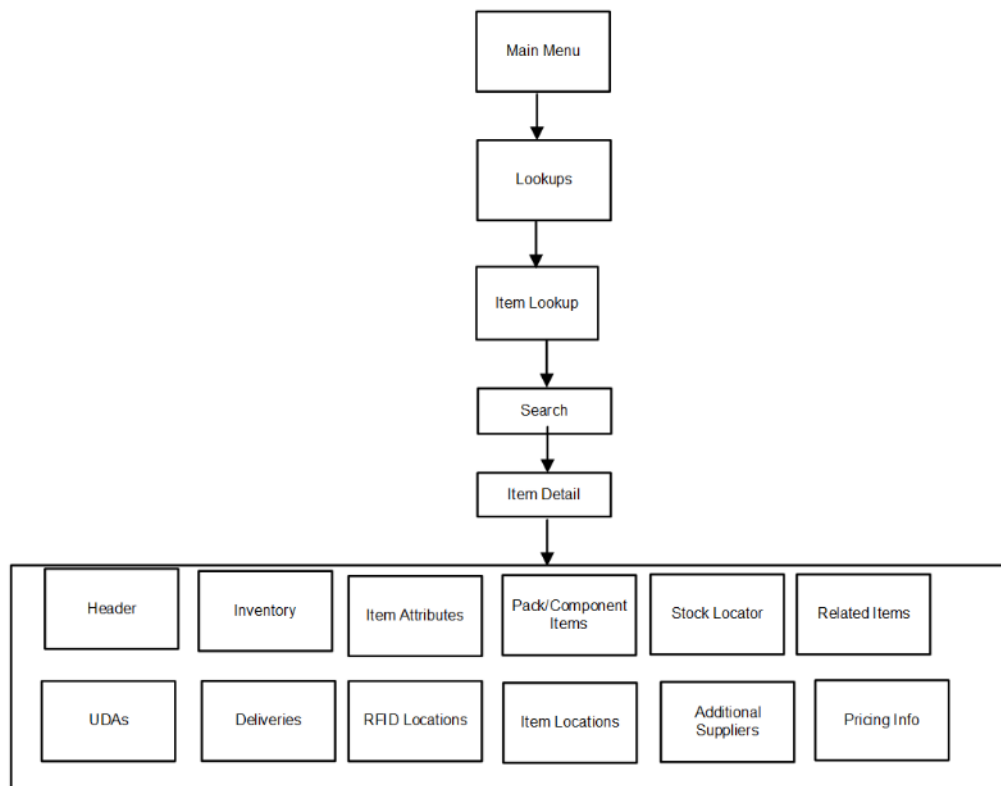 Main Menu
Lookups
Item Lookup
Search
Item Detail
Header
Inventory
Item Attributes
Pack/Component
Items
Stock Locator
Related Items
UDAs
Deliveries
RFID Locations
Item Locations
Additional
Suppliers
Pricing Info